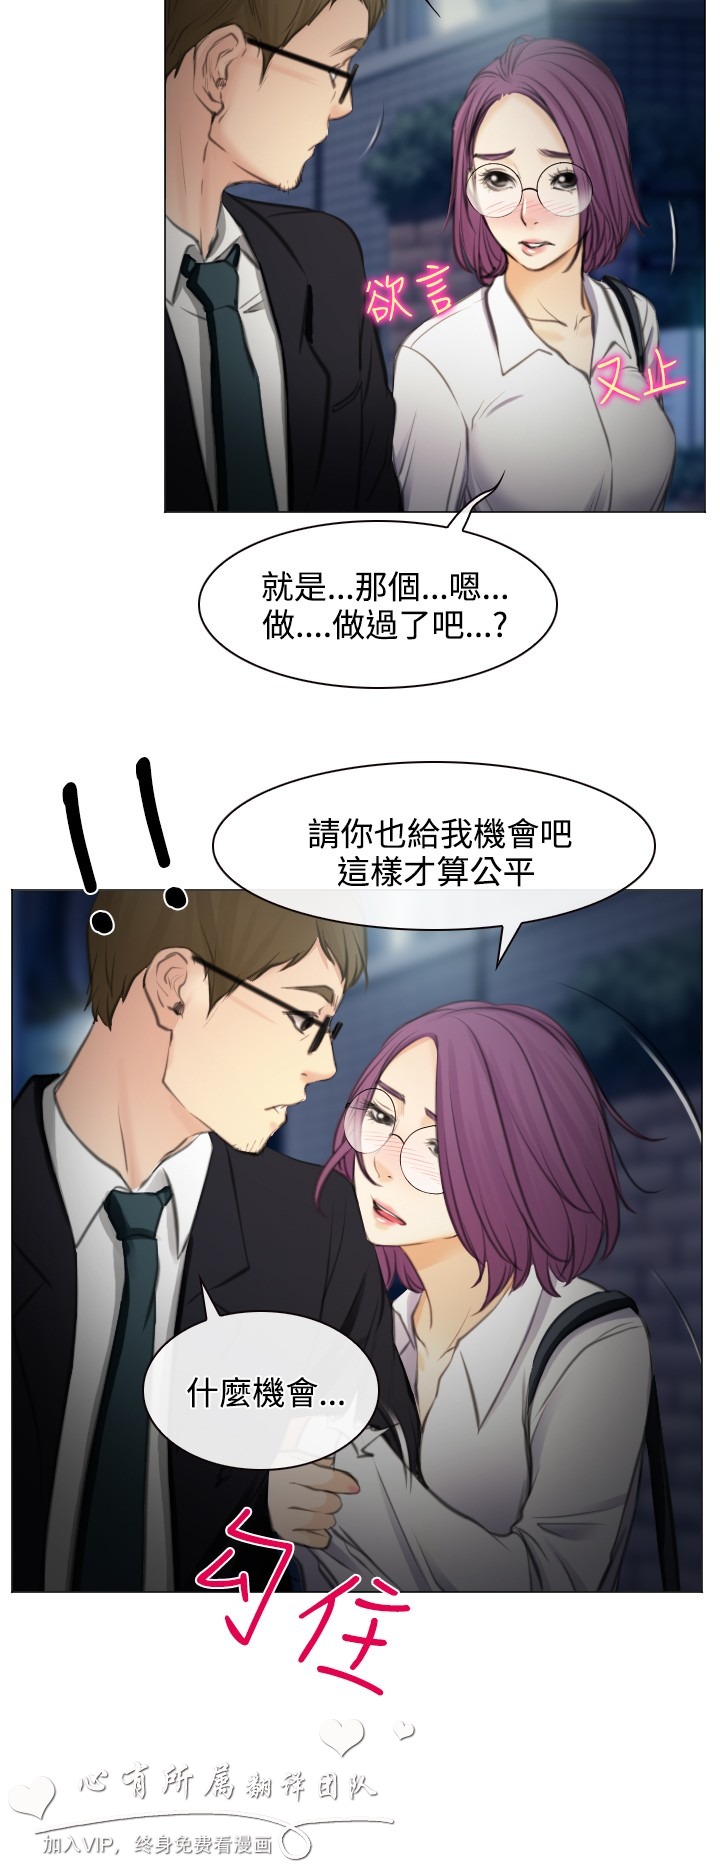 欲言
又止
就是...那個...嗯...
做....做過了吧...?
請你也給我機會吧
這樣才算公平
什麼機會...
勾住
心有所属翻译团队
加入VIP，终身免费看漫画